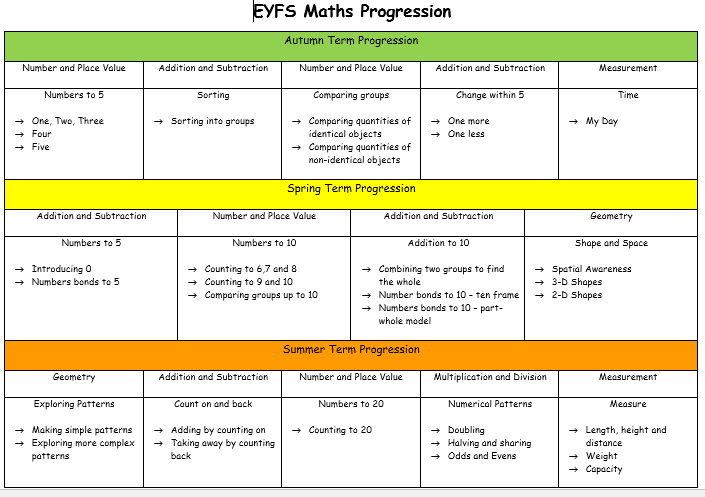 EYFS Maths Progression
Autumn Term Progression
Number and Place Value
Addition and Subtraction
Number and Place Value
Addition and Subtraction
Measurement
Numbers to 5
→ One, Two, Three
→ Four
→ Five
Sorting
→ Sorting into groups
Comparing groups
→ Comparing quantities of
identical objects
→ Comparing quantities of
non-identical objects
Change within 5
→ One more
→ One less
Time
→ My Day
Spring Term Progression
Addition and Subtraction
Number and Place Value
Addition and Subtraction
Geometry
Numbers to 5
→ Introducing 0
→ Numbers bonds to 5
Numbers to 10
→ Counting to 6,7 and 8
→ Counting to 9 and 10
→ Comparing groups up to 10
Addition to 10
→ Combining two groups to find
the whole
→ Number bonds to 10 – ten frame
→ Numbers bonds to 10 – part-
whole model
Shape and Space
→ Spatial Awareness
→ 3-D Shapes
→ 2-D Shapes
Summer Term Progression
Geometry
Addition and Subtraction
Number and Place Value
Multiplication and Division
Measurement
Exploring Patterns
→ Making simple patterns
→ Exploring more complex
patterns
Count on and back
→ Adding by counting on
→ Taking away by counting
back
Numbers to 20
→ Counting to 20
Numerical Patterns
→ Doubling
→ Halving and sharing
→ Odds and Evens
Measure
→ Length, height and
distance
→ Weight
→ Capacity